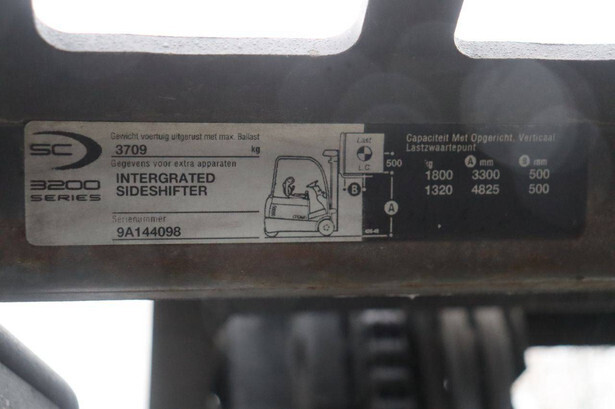 SC
3200
SERIES
Gewicht voertuig uitgerust met max. Ballast
3709 kg
Gegevens voor extra apparaten
INTERGRATED
SIDESHIFTER
Serienummer
9A144098
Last
L.C
500
B
A
Capaciteit Met Opgericht, Verticaal
Lastzwaartepunt
kg A mm B mm
1800 3300 500
1320 4825 500